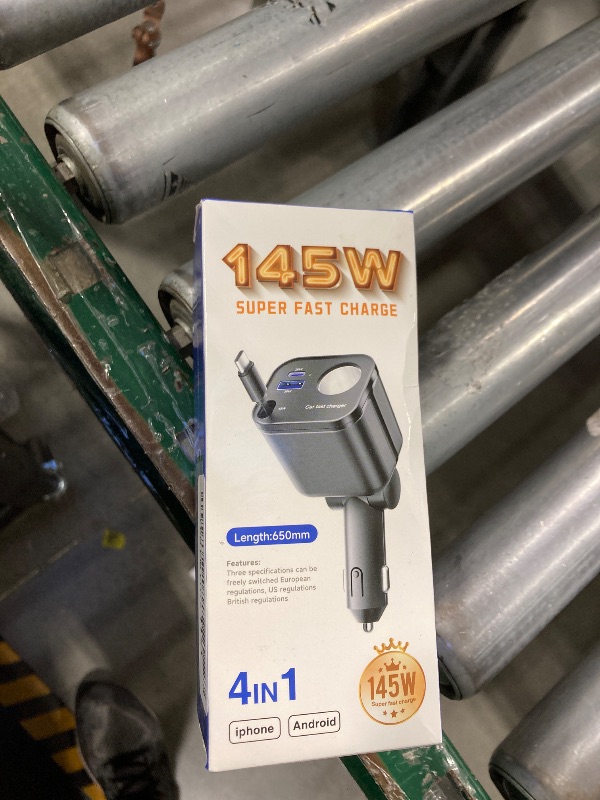 145W
SUPER FAST CHARGE
Car fast charger
Length:650mm
Features:
Three specifications can be
freely switched European
regulations, US regulations
British regulations
4IN1
iphone
Android
145W
Super fast charge